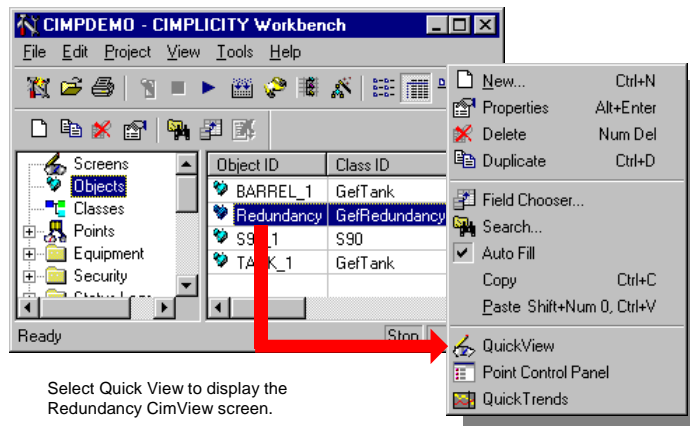 CIMPDEMO - CIMPLICITY Workbench
File Edit Project View Tools Help
Screens
Objects
Classes
Points
Equipment
Security
Object ID Class ID
BARREL_1 GefTank
Redundancy GefRedundancy
S90
GefTank
Ready Stop
New... Ctrl+N
Properties Alt+Enter
Delete Num Del
Duplicate Ctrl+D
Field Chooser...
Search...
Auto Fill
Copy Ctrl+C
Paste Shift+Num 0, Ctrl+V
QuickView
Point Control Panel
QuickTrends
Select Quick View to display the
Redundancy CimView screen.